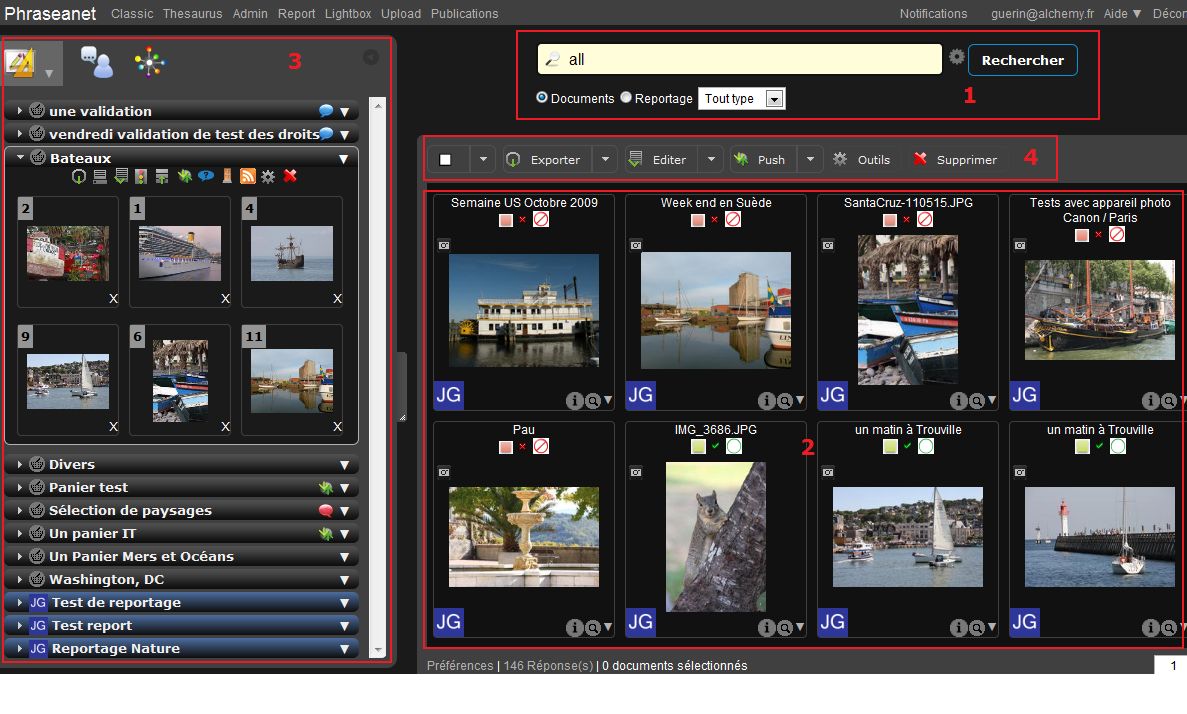 Phraseanet Classic Thesaurus Admin Report Lightbox Upload Publications Notifications guerin@alchemy.fr Aide ▼ Décor
3
all
Rechercher
Documents Reportage Tout type
1
une validation
vendredi validation de test des droits
Bateaux
2 1 4
X X X
9 6 11
X X X
Divers
Panier test
Sélection de paysages
Un panier IT
Un Panier Mers et Océans
Washington, DC
JG Test de reportage
JG Test report
JG Reportage Nature
Exporter Editer Push Outils Supprimer 4
Semaine US Octobre 2009
Week end en Suède
SantaCruz-110515.JPG
Tests avec appareil photo
Canon / Paris
JG JG JG JG
Pau
IMG_3686.JPG
un matin à Trouville
un matin à Trouville
2
JG JG JG JG
Préférences | 146 Réponse(s) | 0 documents sélectionnés
1